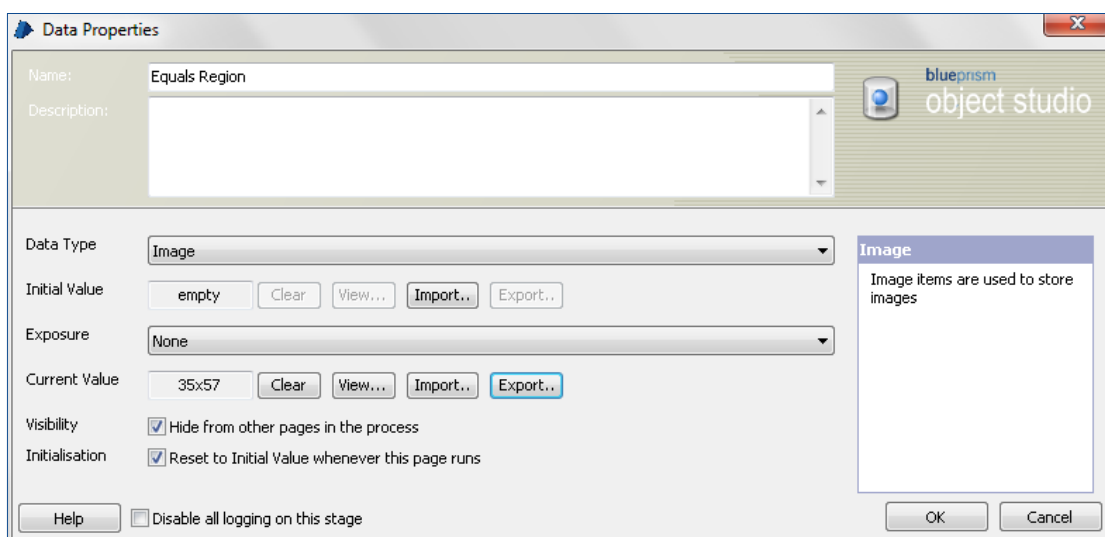 Data Properties
X
Name:
Equals Region
blueprism
object studio
Description:
Data Type
Image
Image
Image items are used to store
images
Initial Value
empty
Clear
View...
Import..
Export..
Exposure
None
Current Value
35x57
Clear
View...
Import..
Export..
Visibility
Hide from other pages in the process
Initialisation
Reset to Initial Value whenever this page runs
Help
Disable all logging on this stage
OK
Cancel